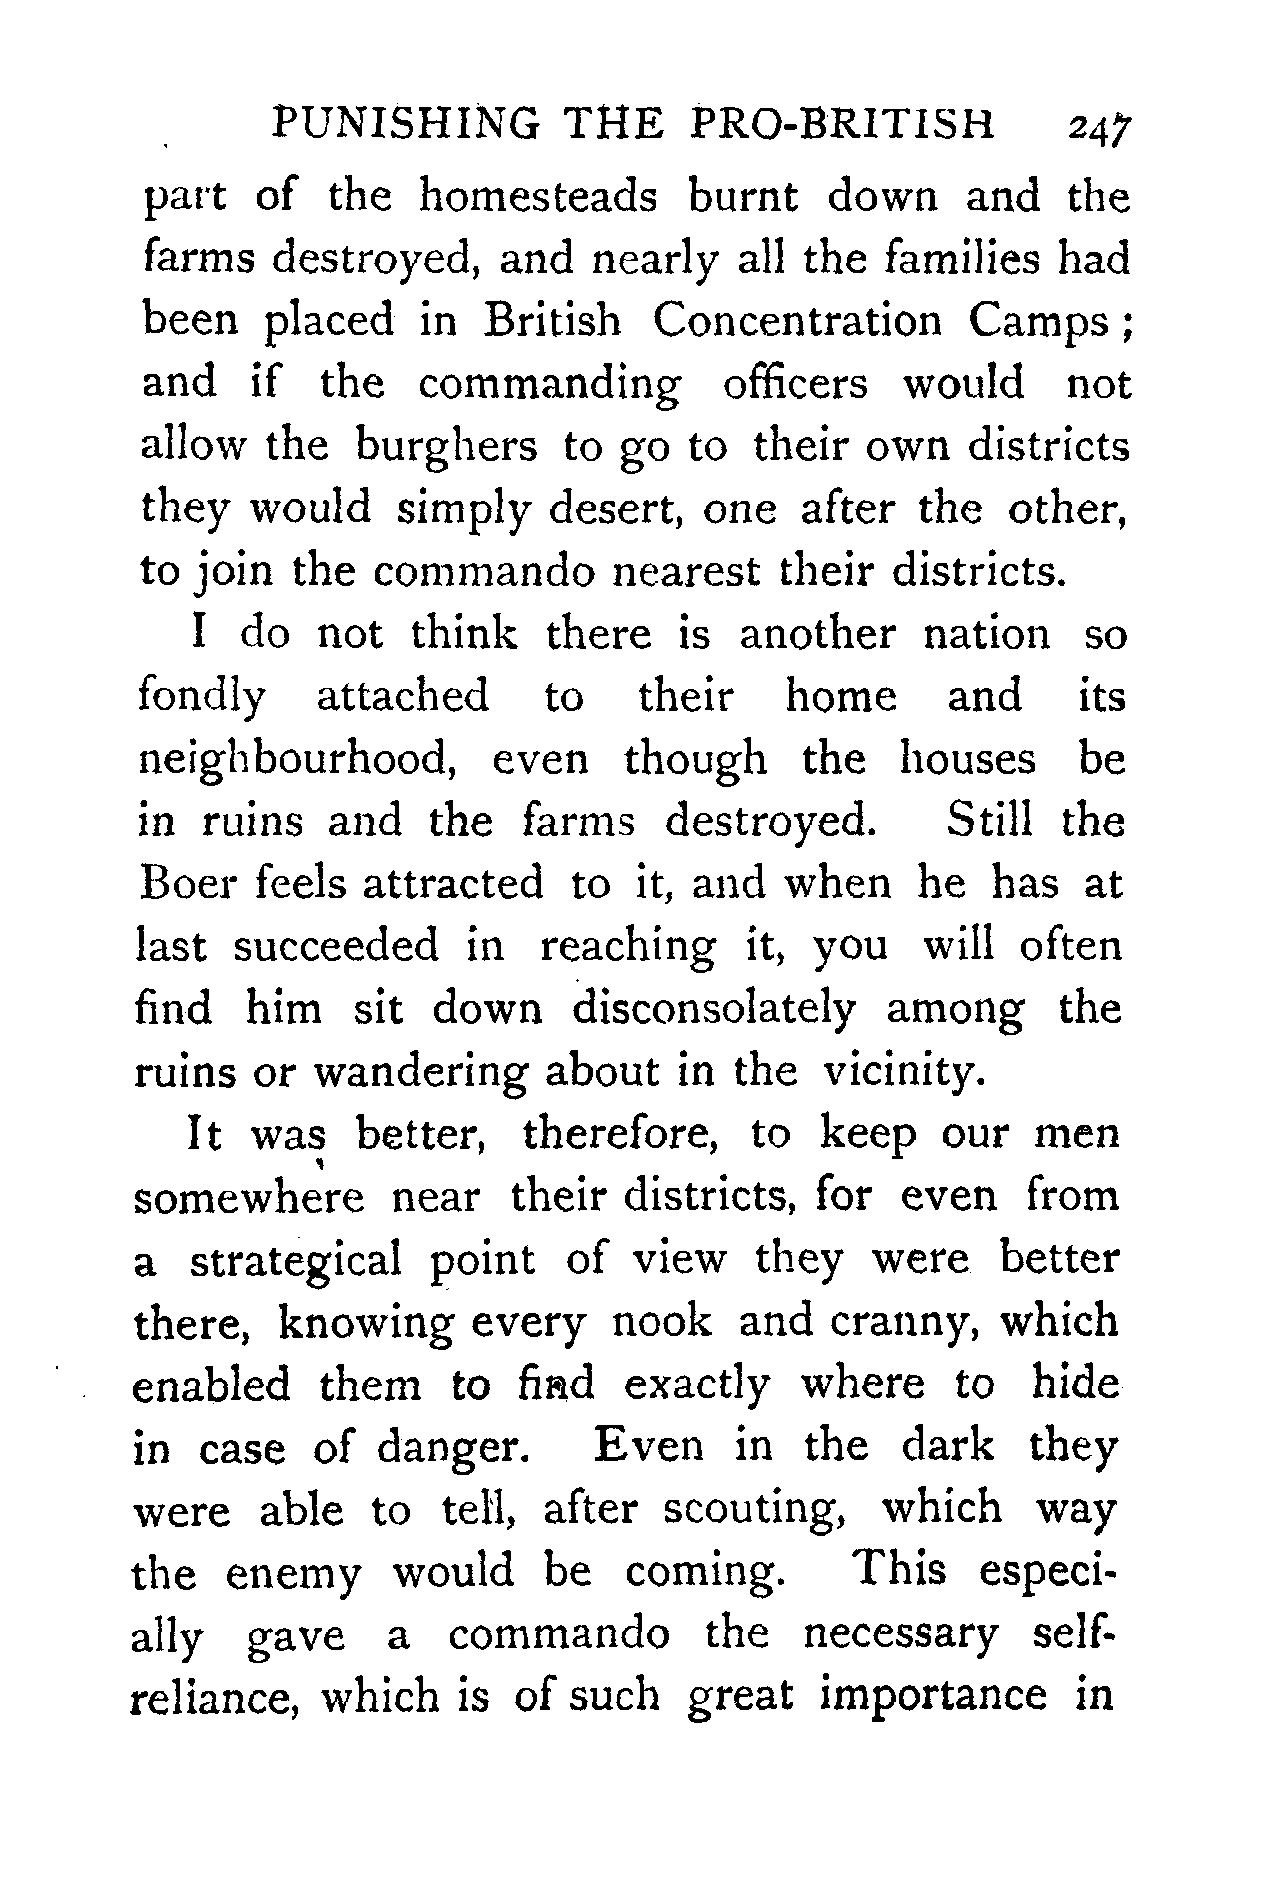 PUNISHING THE PRO-BRITISH 247
part of the homesteads burnt down and the
farms destroyed, and nearly all the families had
been placed in British Concentration Camps ;
and if the commanding officers would not
allow the burghers to go to their own districts
they would simply desert, one after the other,
to join the commando nearest their districts.
I do not think there is another nation so
fondly attached to their home and its
neighbourhood, even though the houses be
in ruins and the farms destroyed. Still the
Boer feels attracted to it, and when he has at
last succeeded in reaching it, you will often
find him sit down disconsolately among the
ruins or wandering about in the vicinity.
It was better, therefore, to keep our men
somewhere near their districts, for even from
a strategical point of view they were better
there, knowing every nook and cranny, which
enabled them to find exactly where to hide
in case of danger. Even in the dark they
were able to tell, after scouting, which way
the enemy would be coming. This especi-
ally gave a commando the necessary self-
reliance, which is of such great importance in